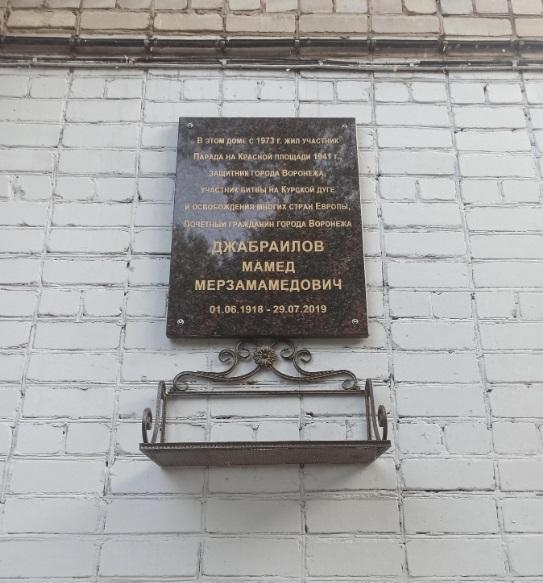 В ЭТОМ ДОМЕ С 1973 Г. ЖИЛ УЧАСТНИК
ПАРАДА НА КРАСНОЙ ПЛОЩАДИ 1941 Г.,
ЗАЩИТНИК ГОРОДА ВОРОНЕЖА,
УЧАСТНИК БИТВЫ НА КУРСКОЙ ДУГЕ
И ОСВОБОЖДЕНИЯ МНОГИХ СТРАН ЕВРОПЫ,
ПОЧЕТНЫЙ ГРАЖДАНИН ГОРОДА ВОРОНЕЖА
ДЖАБРАИЛОВ
МАМЕД
МЕРЗАМАМЕДОВИЧ
01.06.1918 - 29.07.2019